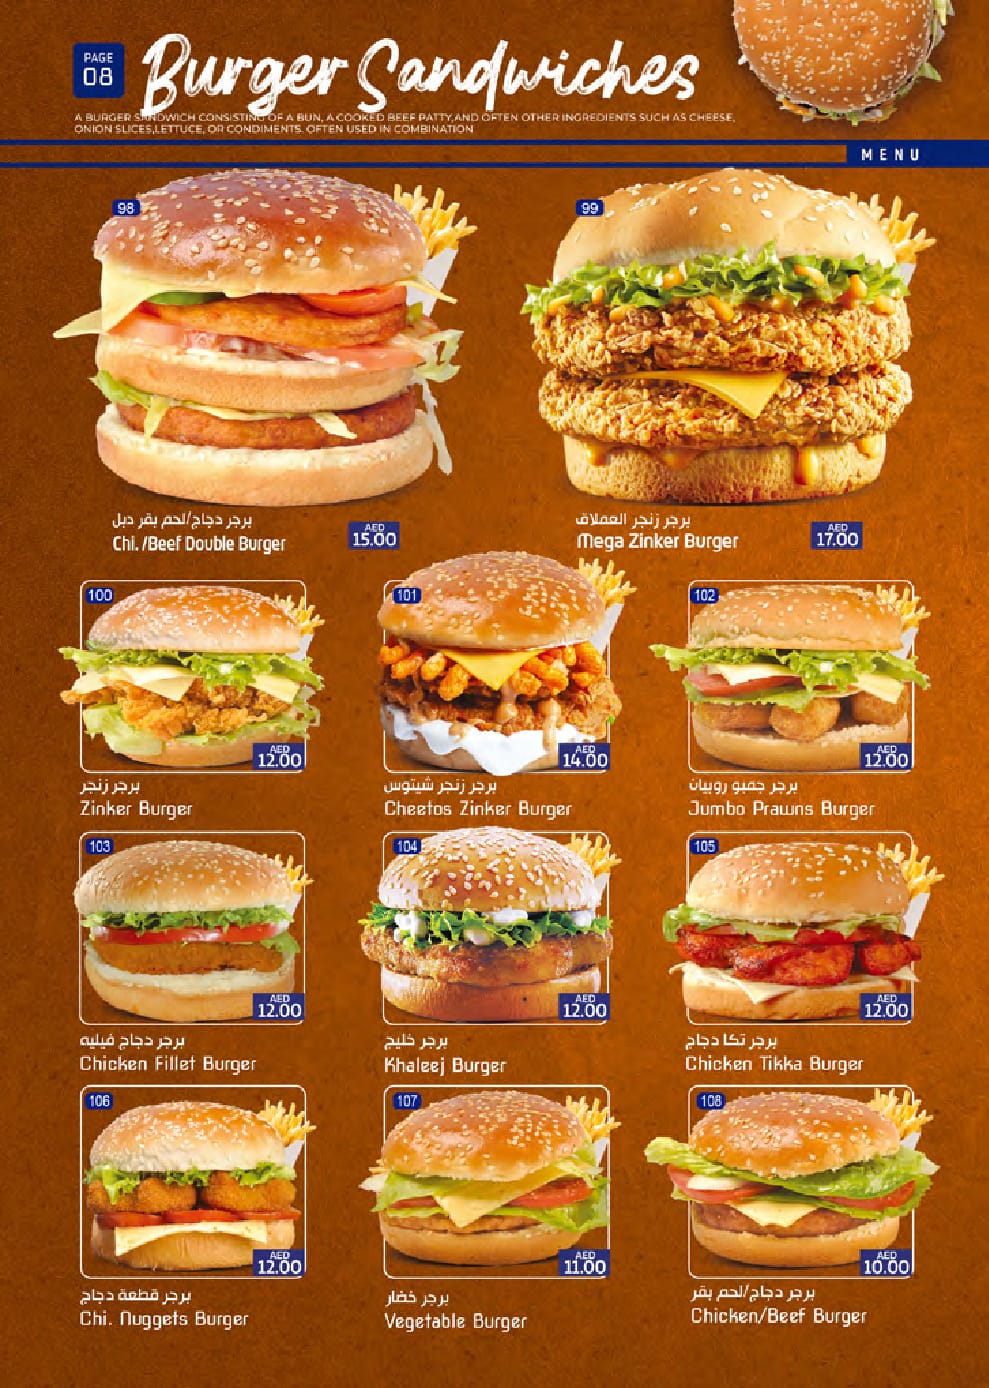 PAGE
08
Burger Sandwiches
A BURGER SANDWICH CONSISTING OF A BUN, A COOKED BEEF PATTY,AND OFTEN OTHER INGREDIENTS SUCH AS CHEESE,
ONION SLICES,LETTUCE, OR CONDIMENTS. OFTEN USED IN COMBINATION
MENU
98
برجر دجاج/لحم بقر دبل
Chi./Beef Double Burger
AED
15.00
99
برجر زنجر العملاق
Mega Zinker Burger
AED
17.00
100
AED
12.00
برجر زنجر
Zinker Burger
101
AED
14.00
برجر زنجر شيتوس
Cheetos Zinker Burger
102
AED
12.00
برجر جمبو روبيان
Jumbo Prawns Burger
103
AED
12.00
برجر دجاج فيليه
Chicken Fillet Burger
104
AED
12.00
برجر خليج
Khaleej Burger
105
AED
12.00
برجر تكا دجاج
Chicken Tikka Burger
106
AED
12.00
برجر قطعة دجاج
Chi. Nuggets Burger
107
AED
11.00
برجر خضار
Vegetable Burger
108
AED
10.00
برجر دجاج/لحم بقر
Chicken/Beef Burger